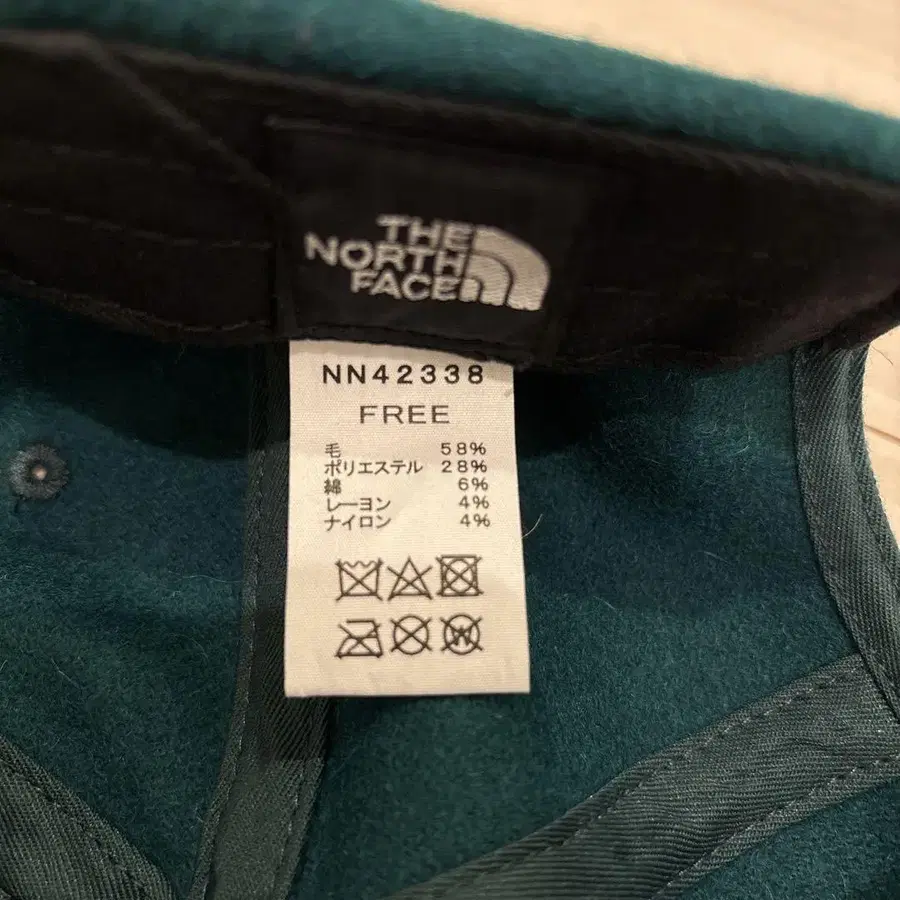 THE
NORTH
FACE
NN42338
FREE
毛 58%
ポリエステル 28%
綿 6%
レーヨン 4%
ナイロン 4%
W